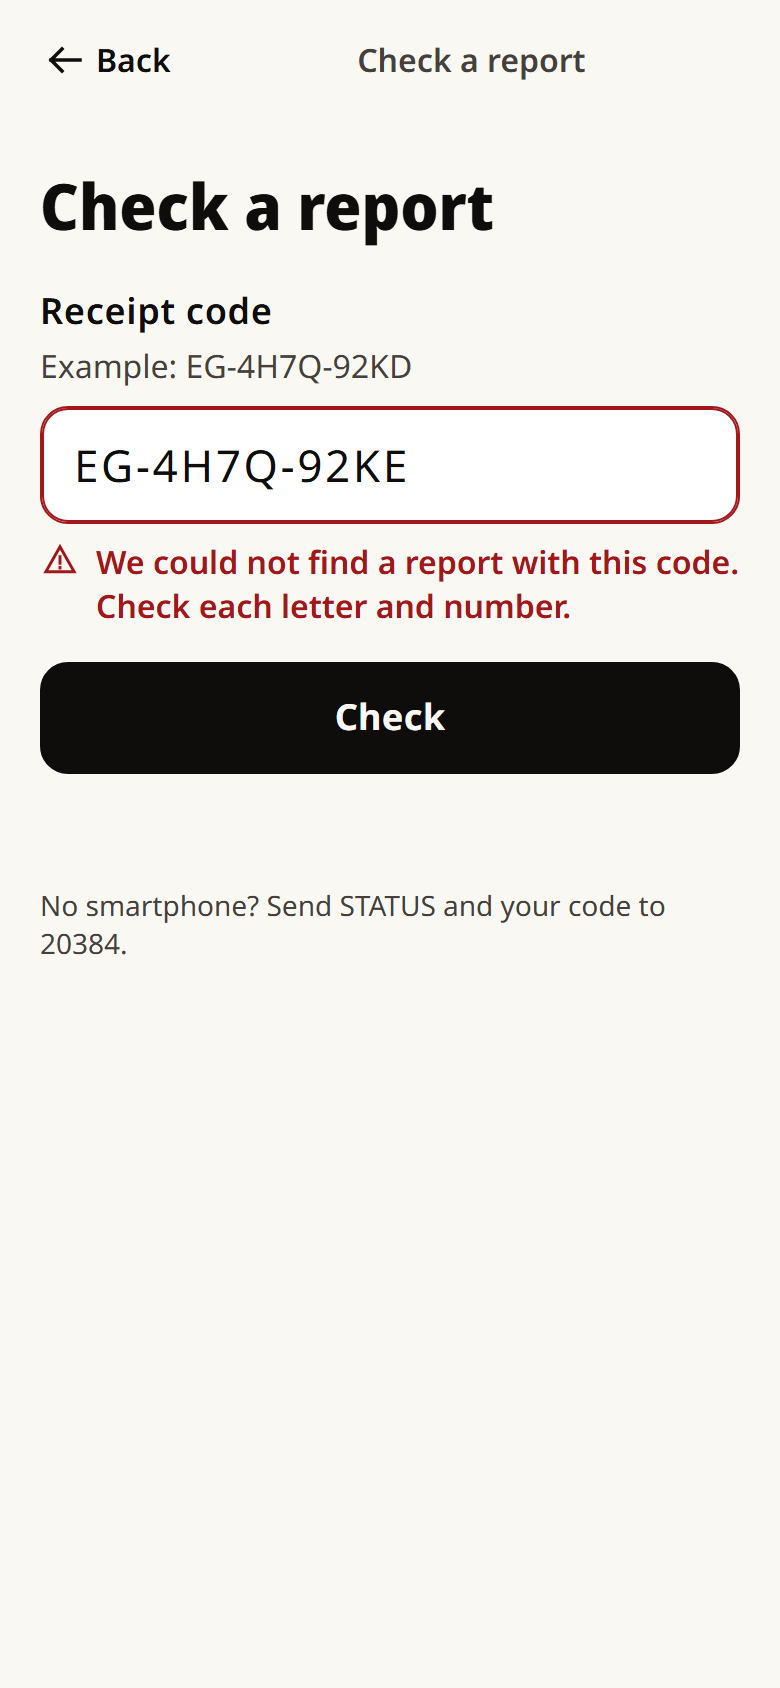 Back
Check a report
Check a report
Receipt code
Example: EG-4H7Q-92KD
EG-4H7Q-92KE
We could not find a report with this code.
Check each letter and number.
Check
No smartphone? Send STATUS and your code to
20384.